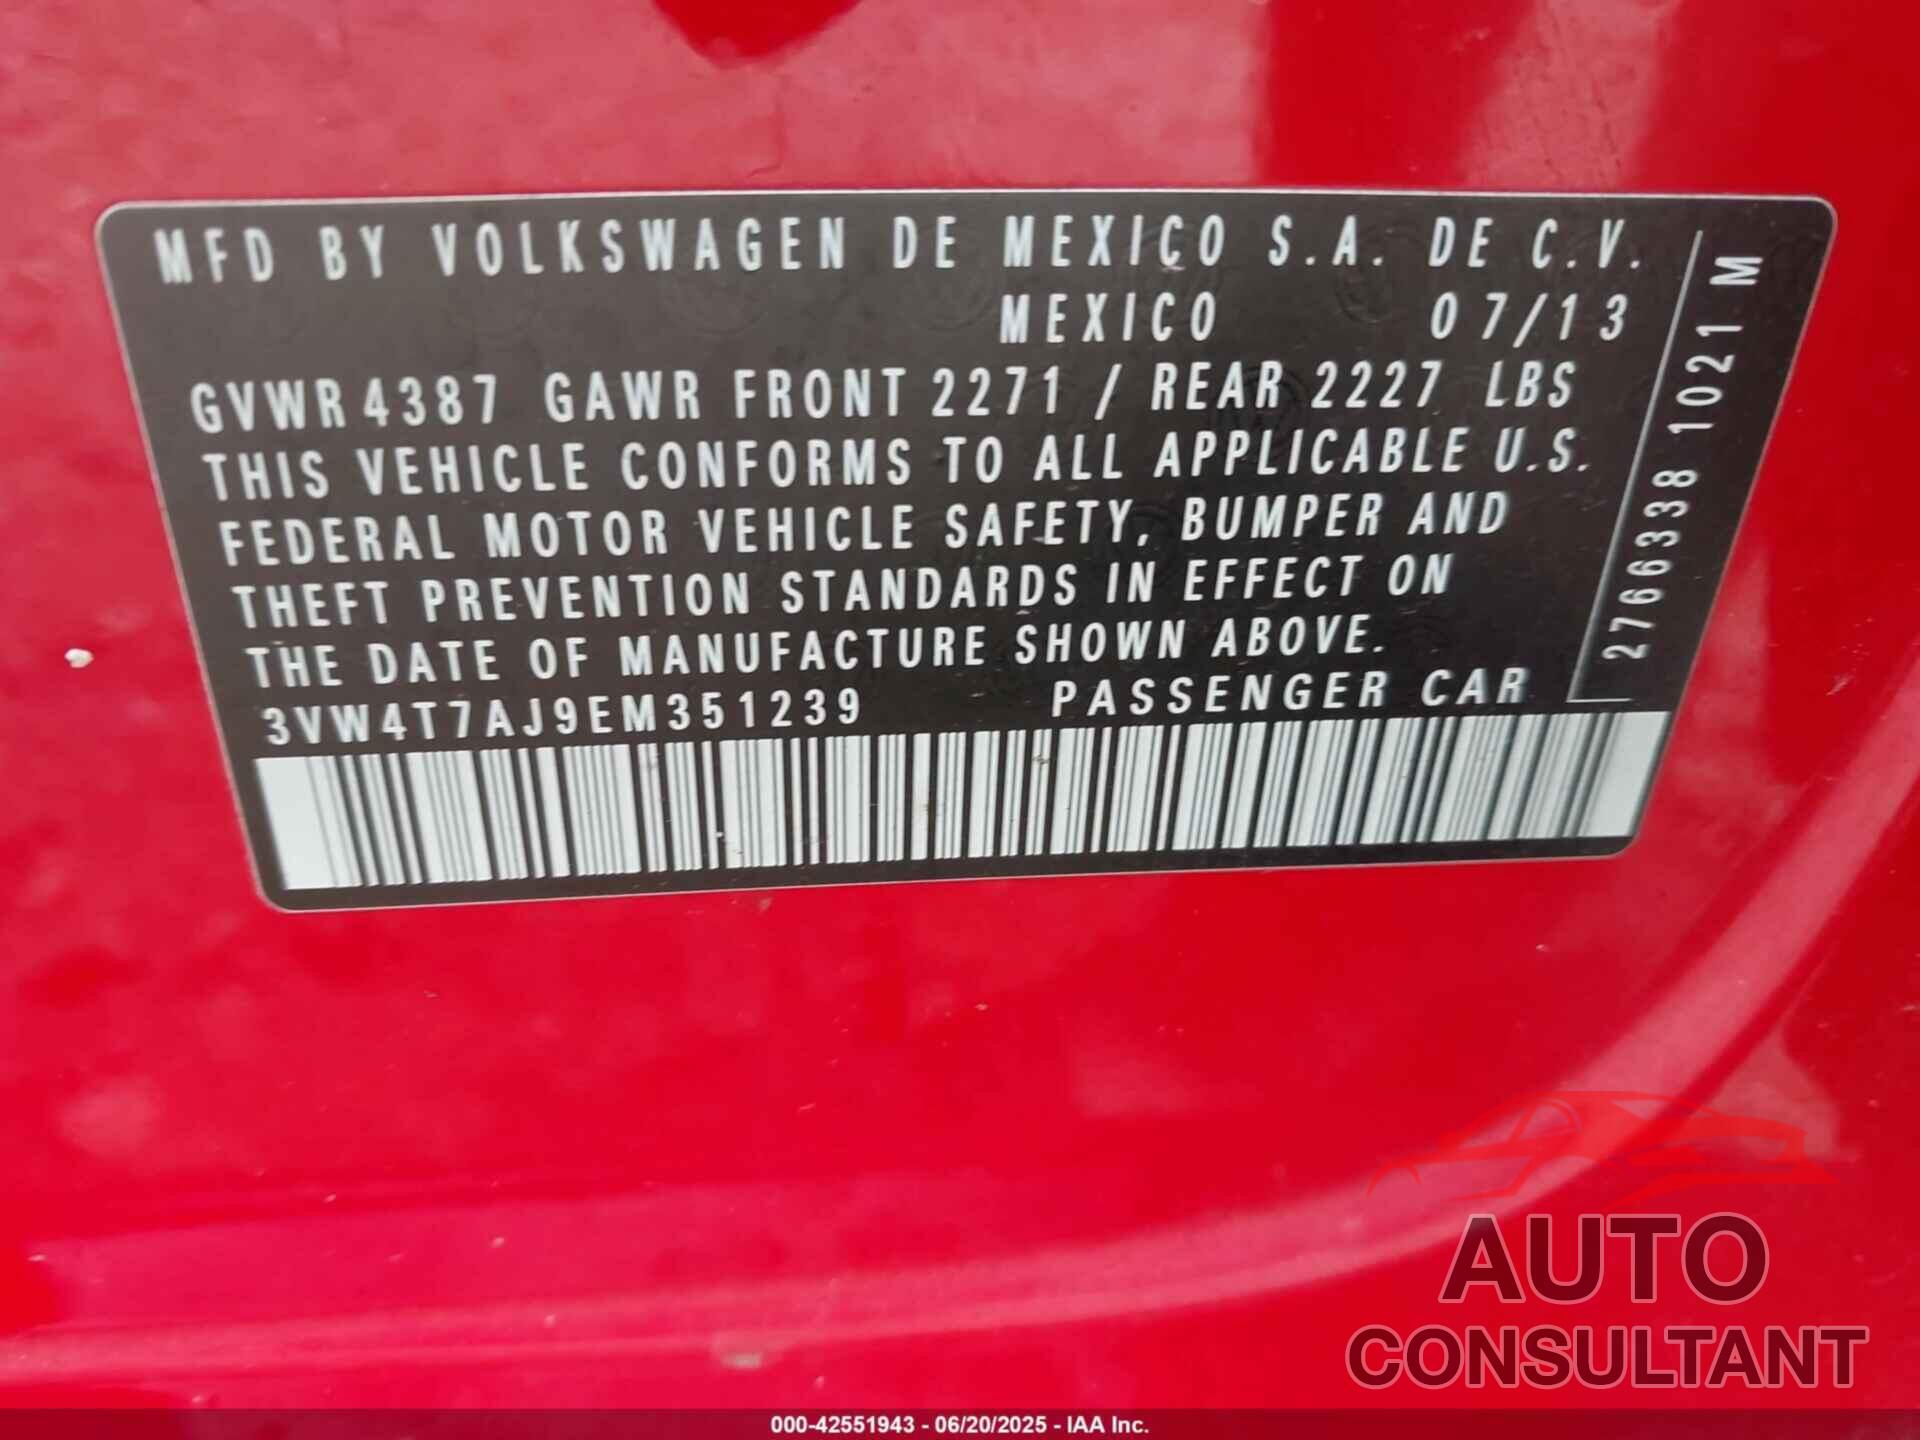 MFD BY VOLKSWAGEN DE MEXICO S.A. DE C.V.
MEXICO 07/13
GVWR 4387 GAWR FRONT 2271 / REAR 2227 LBS
THIS VEHICLE CONFORMS TO ALL APPLICABLE U.S.
FEDERAL MOTOR VEHICLE SAFETY, BUMPER AND
THEFT PREVENTION STANDARDS IN EFFECT ON
THE DATE OF MANUFACTURE SHOWN ABOVE.
3VW4T7AJ9EM351239 PASSENGER CAR
2766338 1021 M
AUTO
CONSULTANT
000-42551943 - 06/20/2025 - IAA Inc.